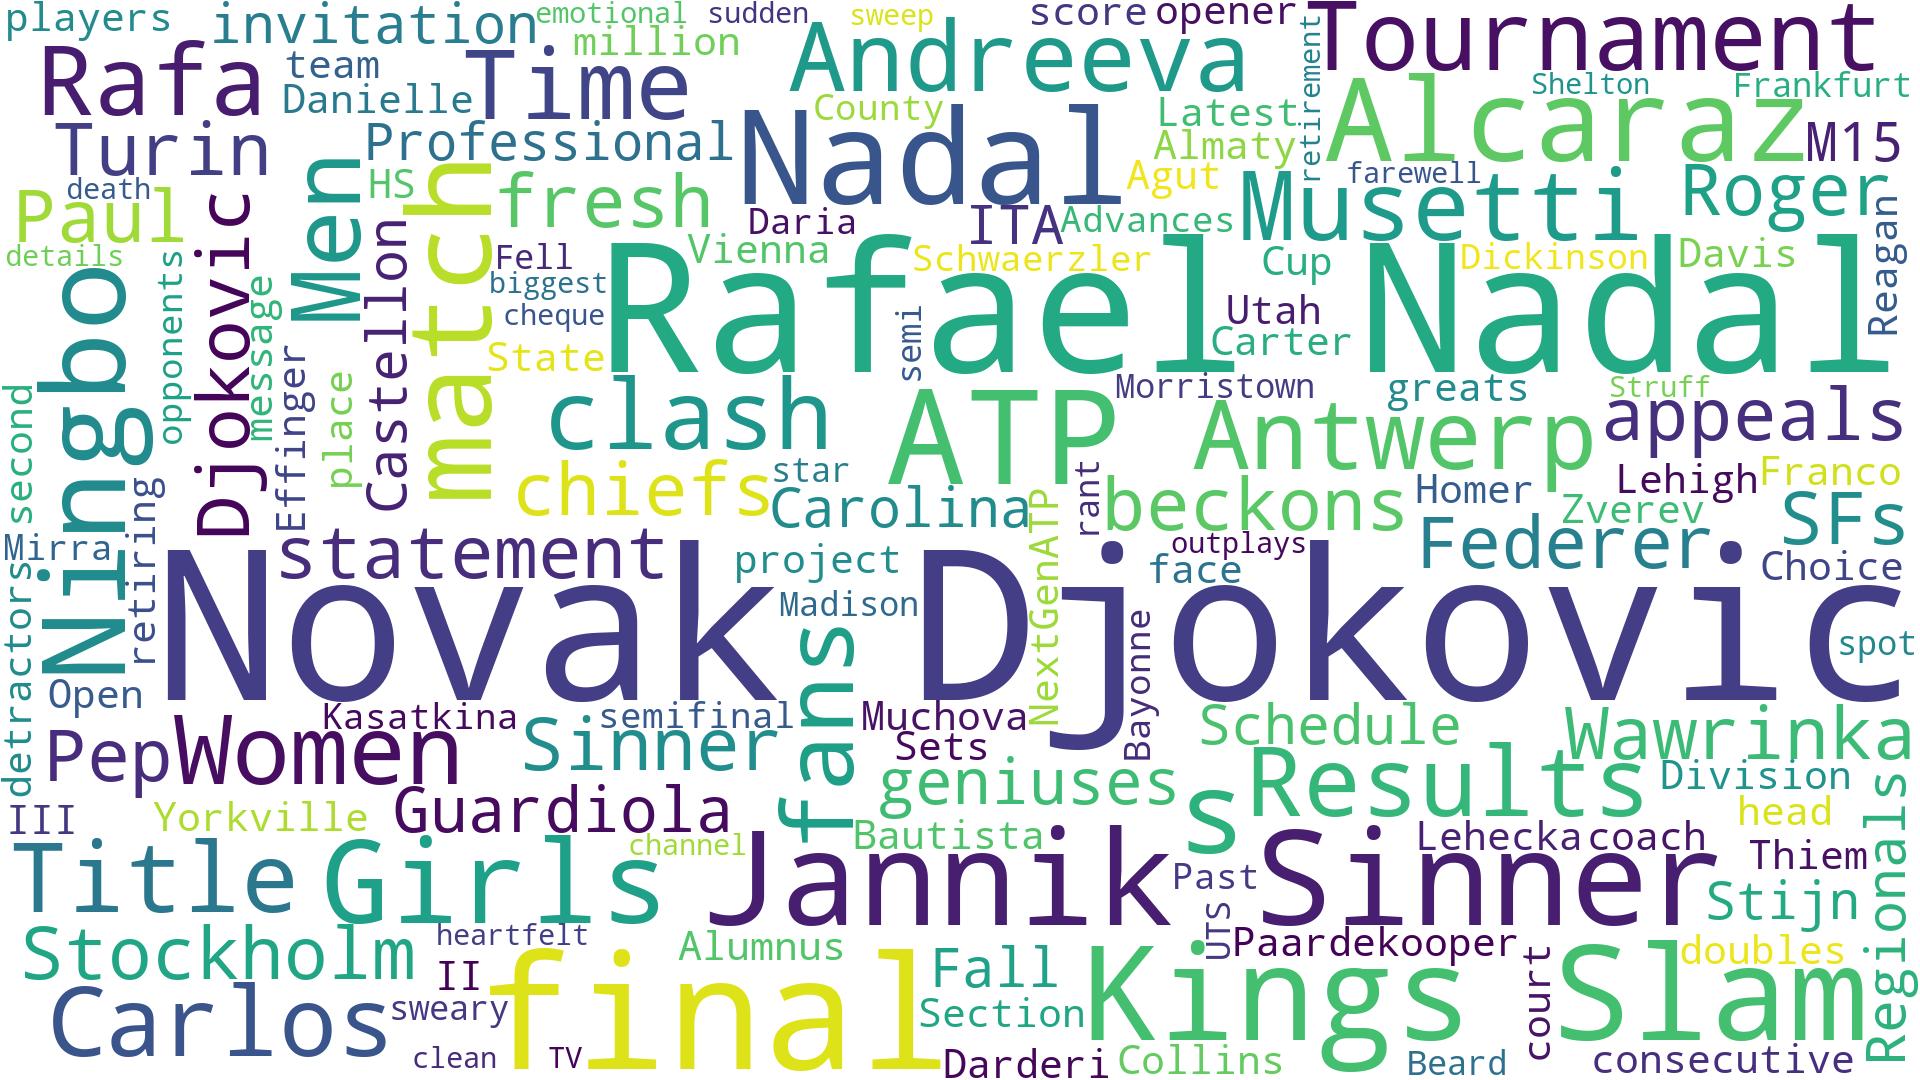 players
invitation
emotional
sudden
sweep
score
opener
Tournament
million
Andreeva
retirement
Rafa
team
Time
Danielle
County
Latest
Alcaraz
Shelton
Frankfurt
Turin
Professional
Nadal
Almaty
M15
death
Men
HS
match
fresh
Agut
farewell
Musetti
Roger
Paul
Djokovic
Castellon
Daria
ITA
Advances
details
opponents
Fell
Vienna
Schwaerzler
Cup
Dickinson
Davis
Reagan
Ningbo
message
biggest
cheque
Rafael Nadal
semi
Utah
Carter
State
second
Effinger
place
clash
ATP
Morristown
greats
Struff
appeals
Antwerp
chiefs
star
Carolina
rant
beckons
Homer
Lehigh
Franco
Zverev
SFs
Mirra
retiring
statement
project
NextGenATP
outplays
face
Federer
Choice
Novak Djokovic
Madison
fans
Bayonne
spot
detractors
Open
Kasatkina
semifinal
Muchova
Schedule
Wawrinka
Pep
Women
Sinner
Sets
geniuses
s
Results
Division
Regionals
III
Yorkville
Guardiola
channel
Bautista
Lehecka
coach
head
Thiem
Title
Girls
Jannik Sinner
Past
UTS
Stijn
Stockholm
heartfelt
Alumnus
Paardekooper
doubles
II
final
Fall
Kings
court
Slam
Carlos
sweary
Section
clean
TV
Darderi
Collins
Beard
consecutive